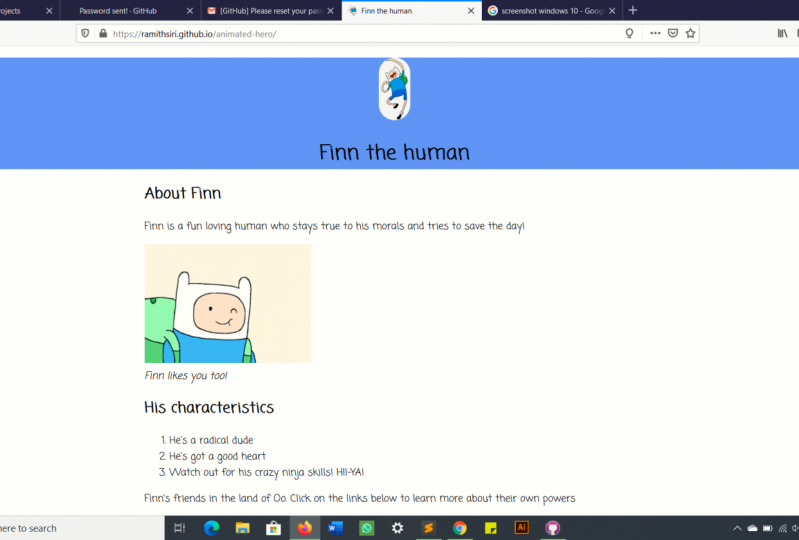 ojects
Password sent! · GitHub
[GitHub] Please reset your pass
Finn the human
screenshot windows 10 - Goog
https://ramithsiri.github.io/animated-hero/
Finn the human
About Finn
Finn is a fun loving human who stays true to his morals and tries to save the day!
Finn likes you too!
His characteristics
1. He's a radical dude
2. He's got a good heart
3. Watch out for his crazy ninja skills! HII-YA!
Finn's friends in the land of Oo. Click on the links below to learn more about their own powers
here to search
Ai